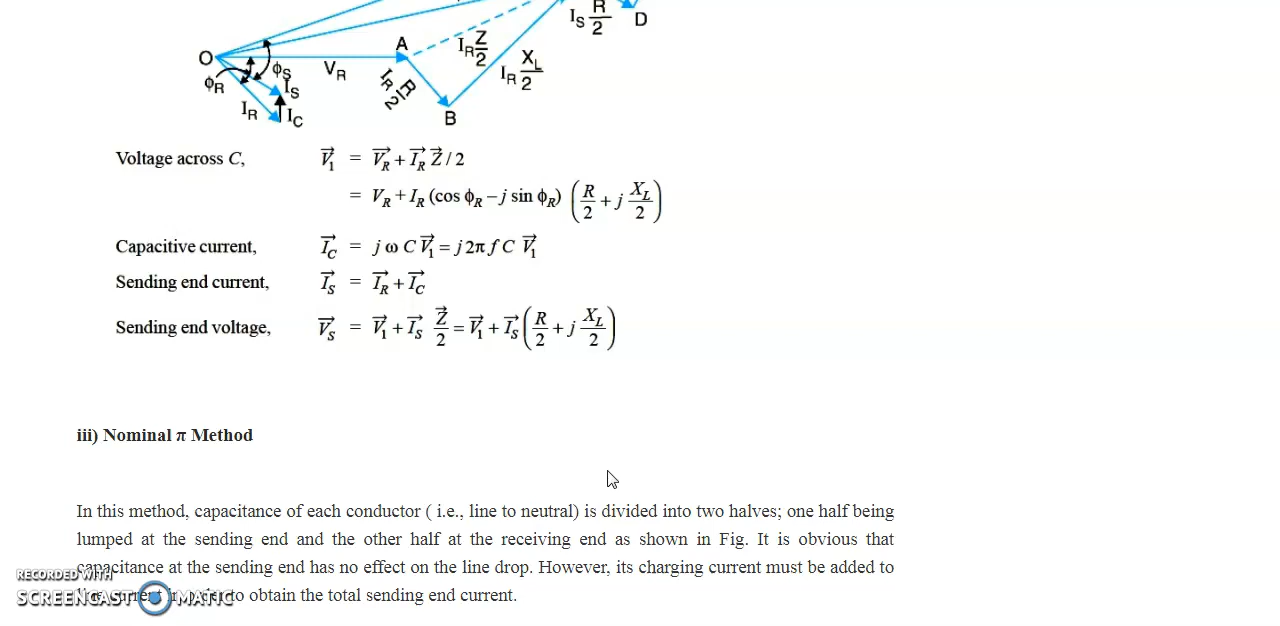 I_S R/2
D
O
A
I_R Z/2
I_R X_L/2
ϕ_R
ϕ_S
V_R
I_R R/2
I_S
I_R
I_C
B
Voltage across C, V⃗₁ = V⃗_R + I⃗_R Z⃗/2
= V_R + I_R (cos ϕ_R – j sin ϕ_R) (R/2 + j X_L/2)
Capacitive current, I⃗_C = j ω C V⃗₁ = j 2π f C V⃗₁
Sending end current, I⃗_S = I⃗_R + I⃗_C
Sending end voltage, V⃗_S = V⃗₁ + I⃗_S Z⃗/2 = V⃗₁ + I⃗_S (R/2 + j X_L/2)
iii) Nominal π Method
In this method, capacitance of each conductor ( i.e., line to neutral) is divided into two halves; one half being
lumped at the sending end and the other half at the receiving end as shown in Fig. It is obvious that
capacitance at the sending end has no effect on the line drop. However, its charging current must be added to
to obtain the total sending end current.
RECORDED WITH
SCREENCAST MATIC